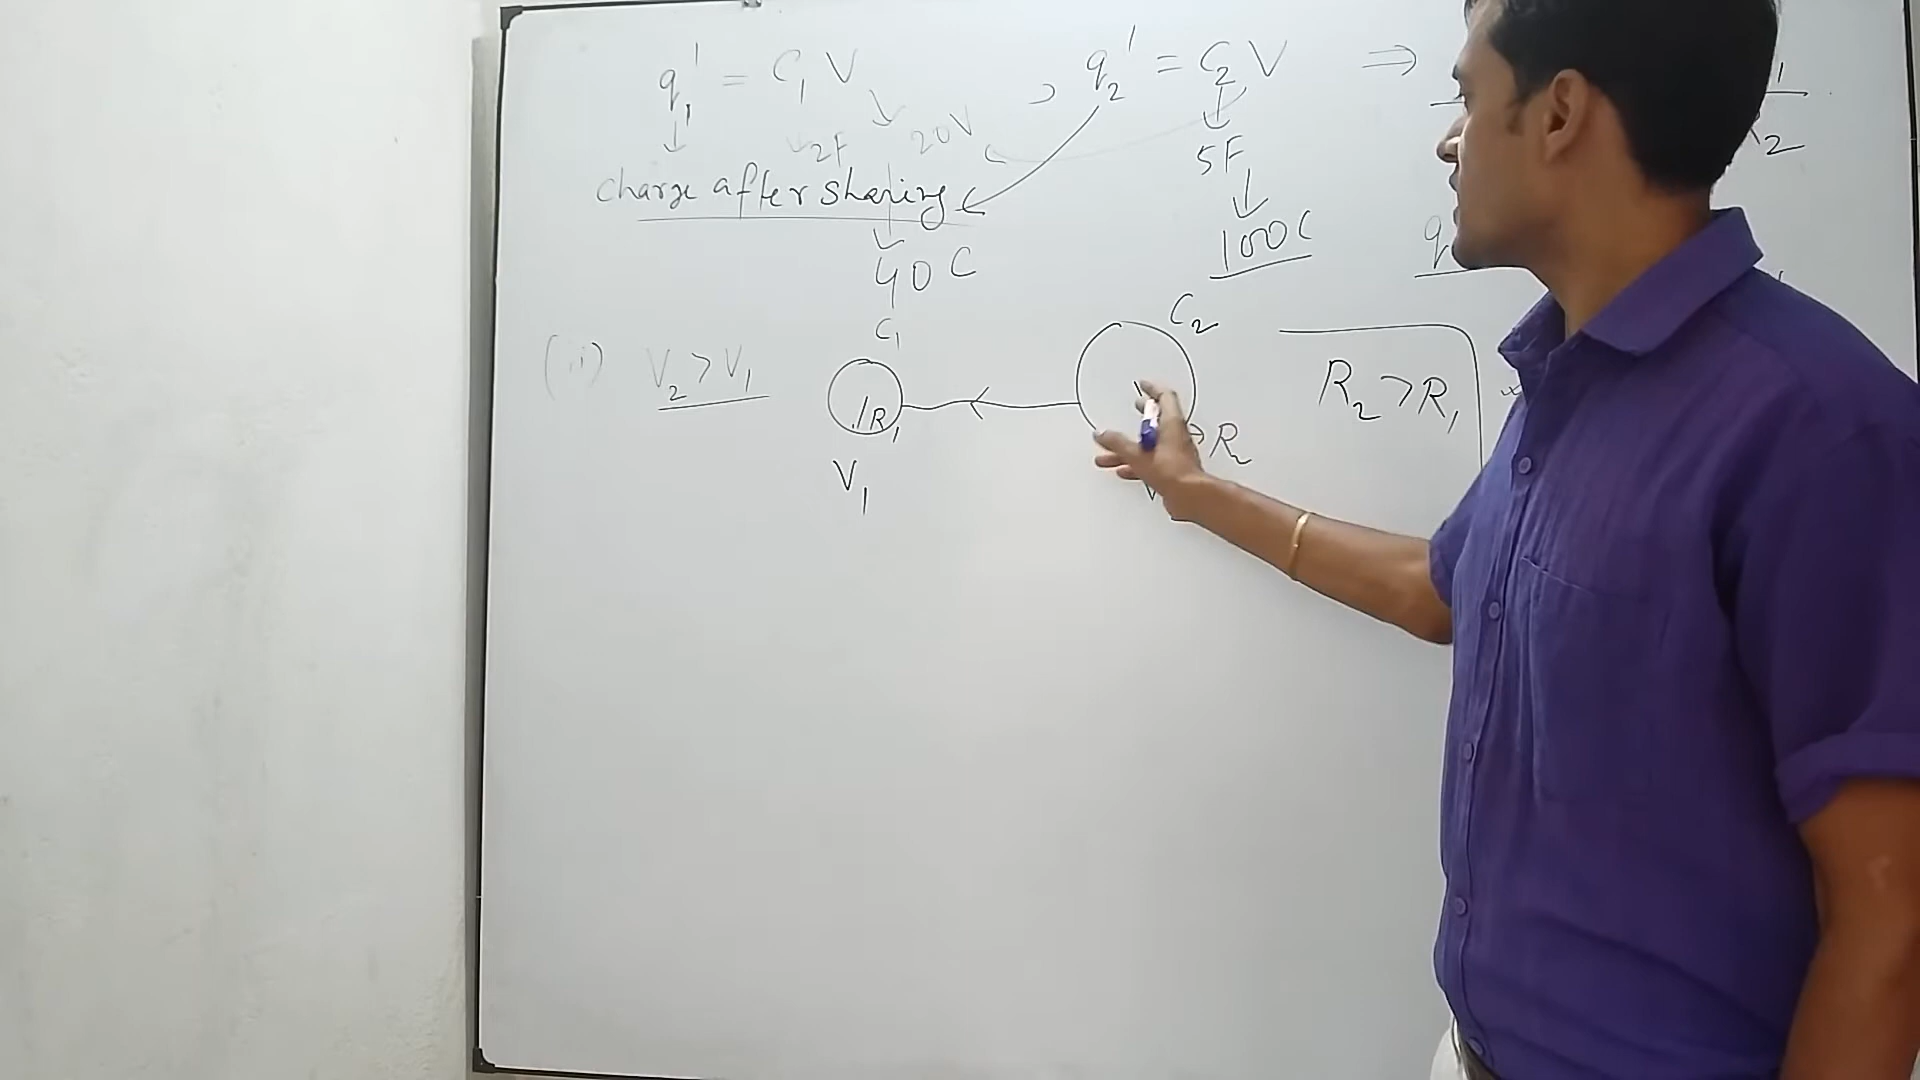 q₁' = C₁V , q₂' = C₂V ⇒
2F 20V 5F
charge after sharing
40 C 100 C
C₁ C₂
(ii) V₂ > V₁ R₁ R₂ R₂ > R₁
V₁